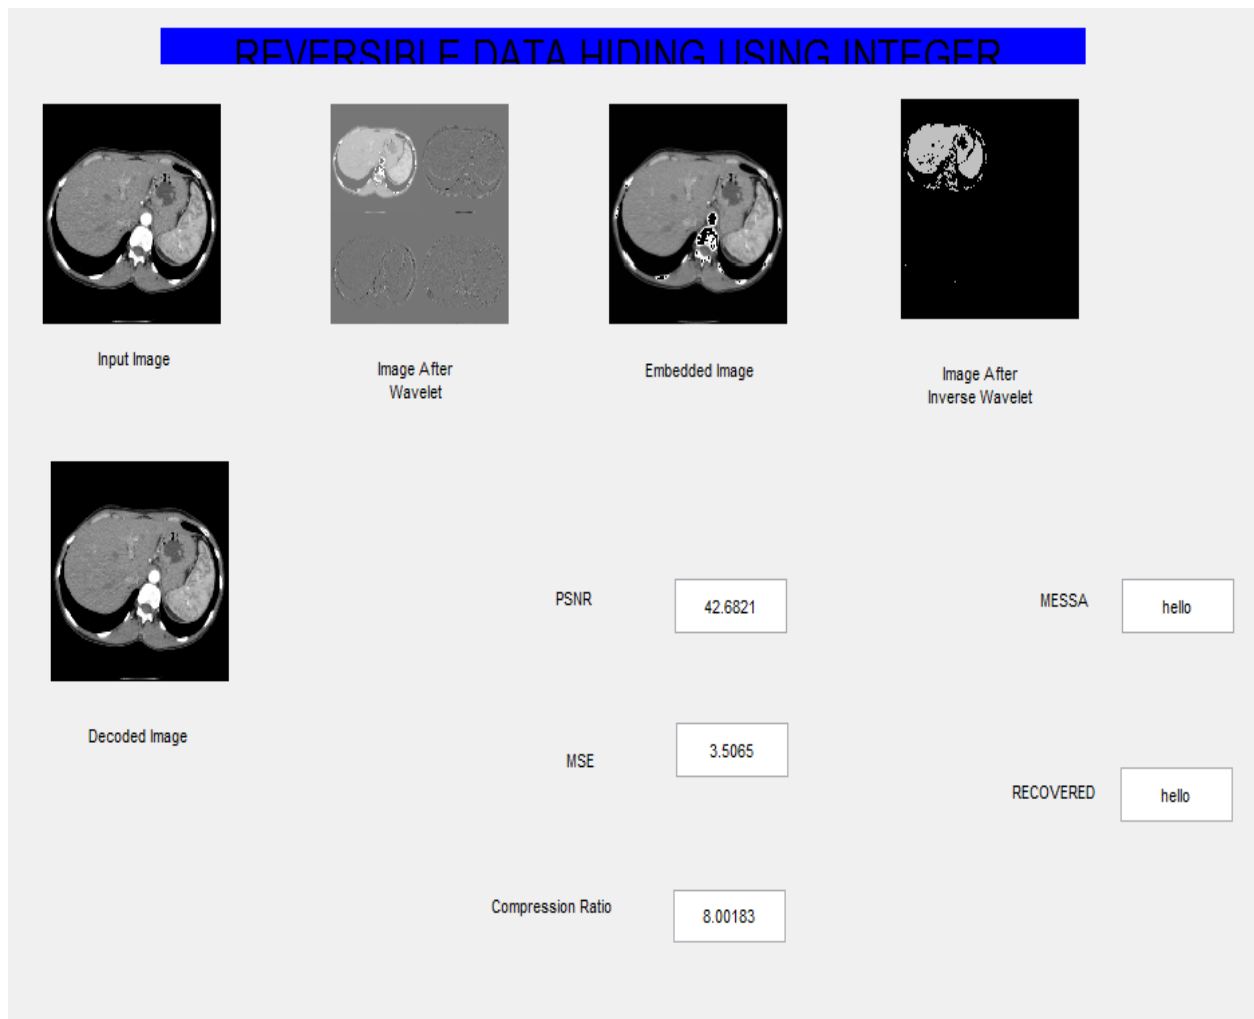 REVERSIBLE DATA HIDING USING INTEGER
Input Image
Image After
Wavelet
Embedded Image
Image After
Inverse Wavelet
Decoded Image
PSNR
42.6821
MESSA
hello
MSE
3.5065
RECOVERED
hello
Compression Ratio
8.00183